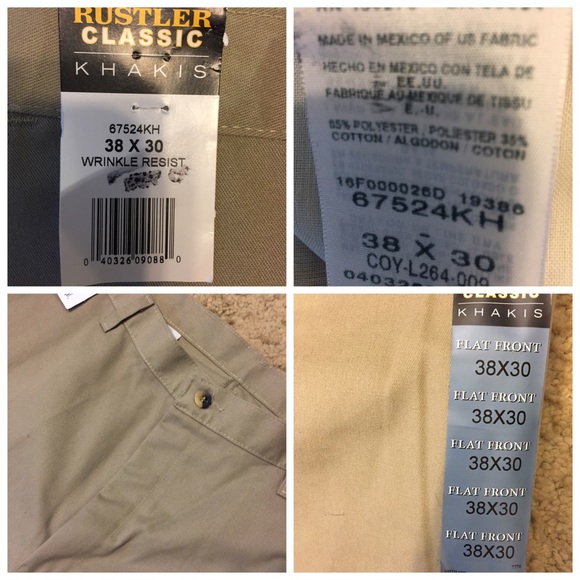 RUSTLER
CLASSIC
KHAKIS
67524KH
38 X 30
WRINKLE RESIST
0 40326 09088 0
MADE IN MEXICO OF US FABRIC
HECHO EN MEXICO CON TELA DE
EE.UU.
FABRIQUE AU MEXIQUE DE TISSU
E.-U.
65% POLYESTER / POLIESTER 35%
COTTON / ALGODON / COTON
16F000026D 19386
67524KH
38 X 30
COY-L264-009
CLASSIC
KHAKIS
FLAT FRONT
38X30
FLAT FRONT
38X30
FLAT FRONT
38X30
FLAT FRONT
38X30
FLAT FRONT
38X30